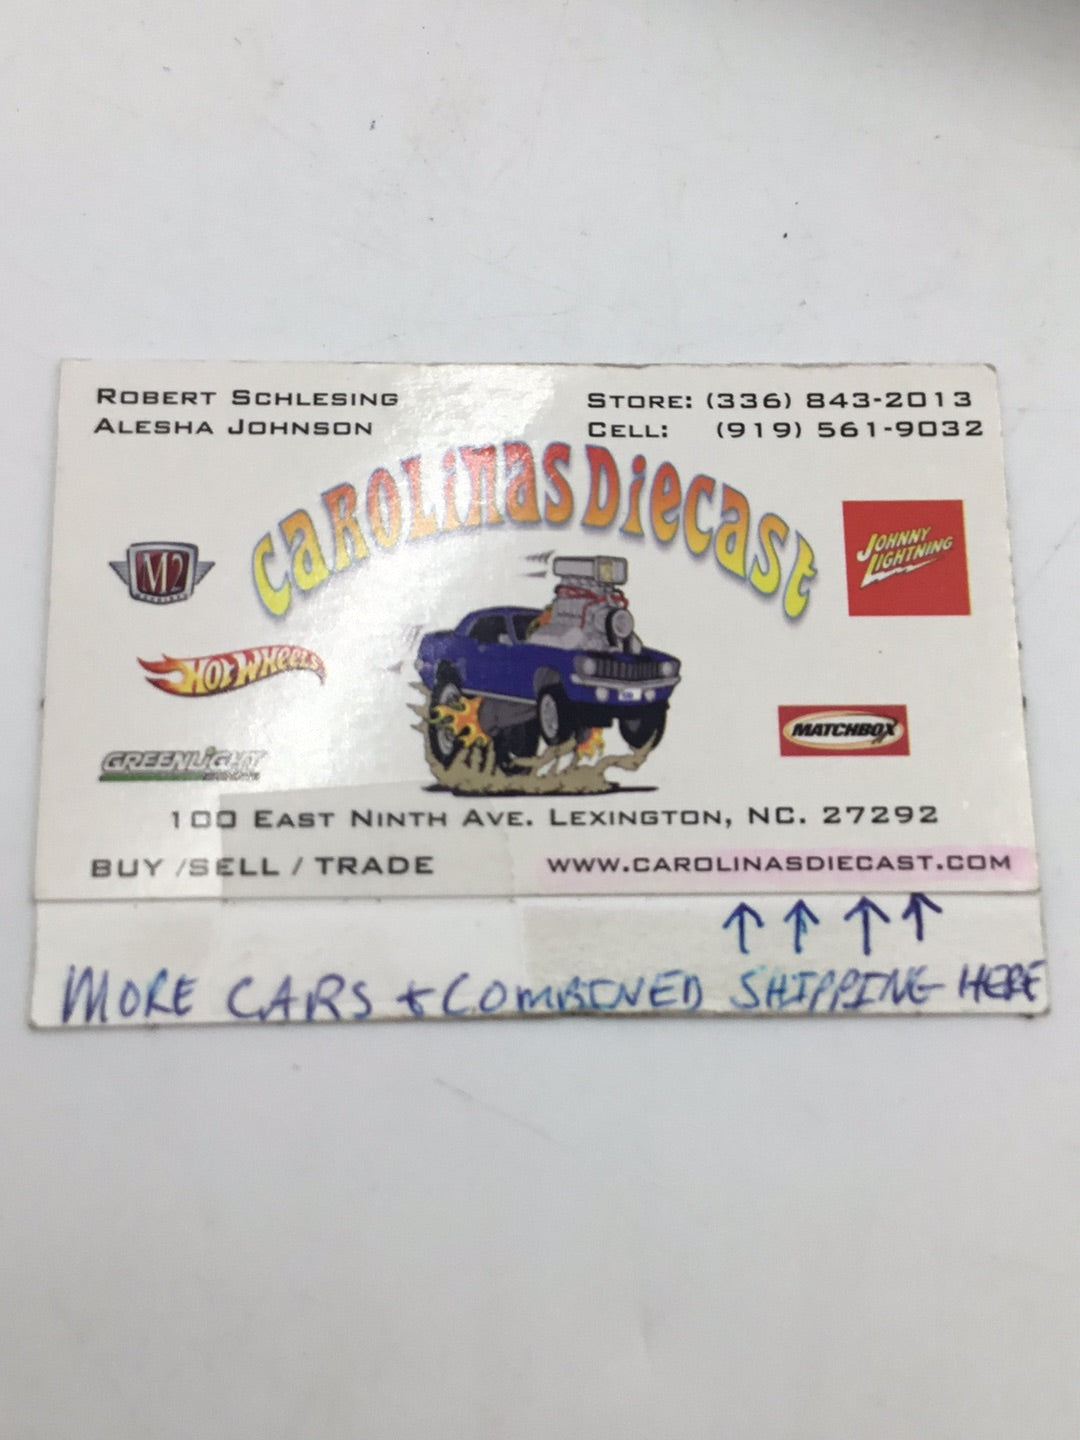 ROBERT SCHLESING
ALESHA JOHNSON
STORE: (336) 843-2013
CELL: (919) 561-9032
CAROLINAS DIECAST
M2
JOHNNY
LIGHTNING
HOT WHEELS
MATCHBOX
GREENLIGHT
100 EAST NINTH AVE. LEXINGTON, NC. 27292
BUY /SELL / TRADE
WWW.CAROLINASDIECAST.COM
↑ ↑ ↑ ↑
MORE CARS + COMBINED SHIPPING HERE